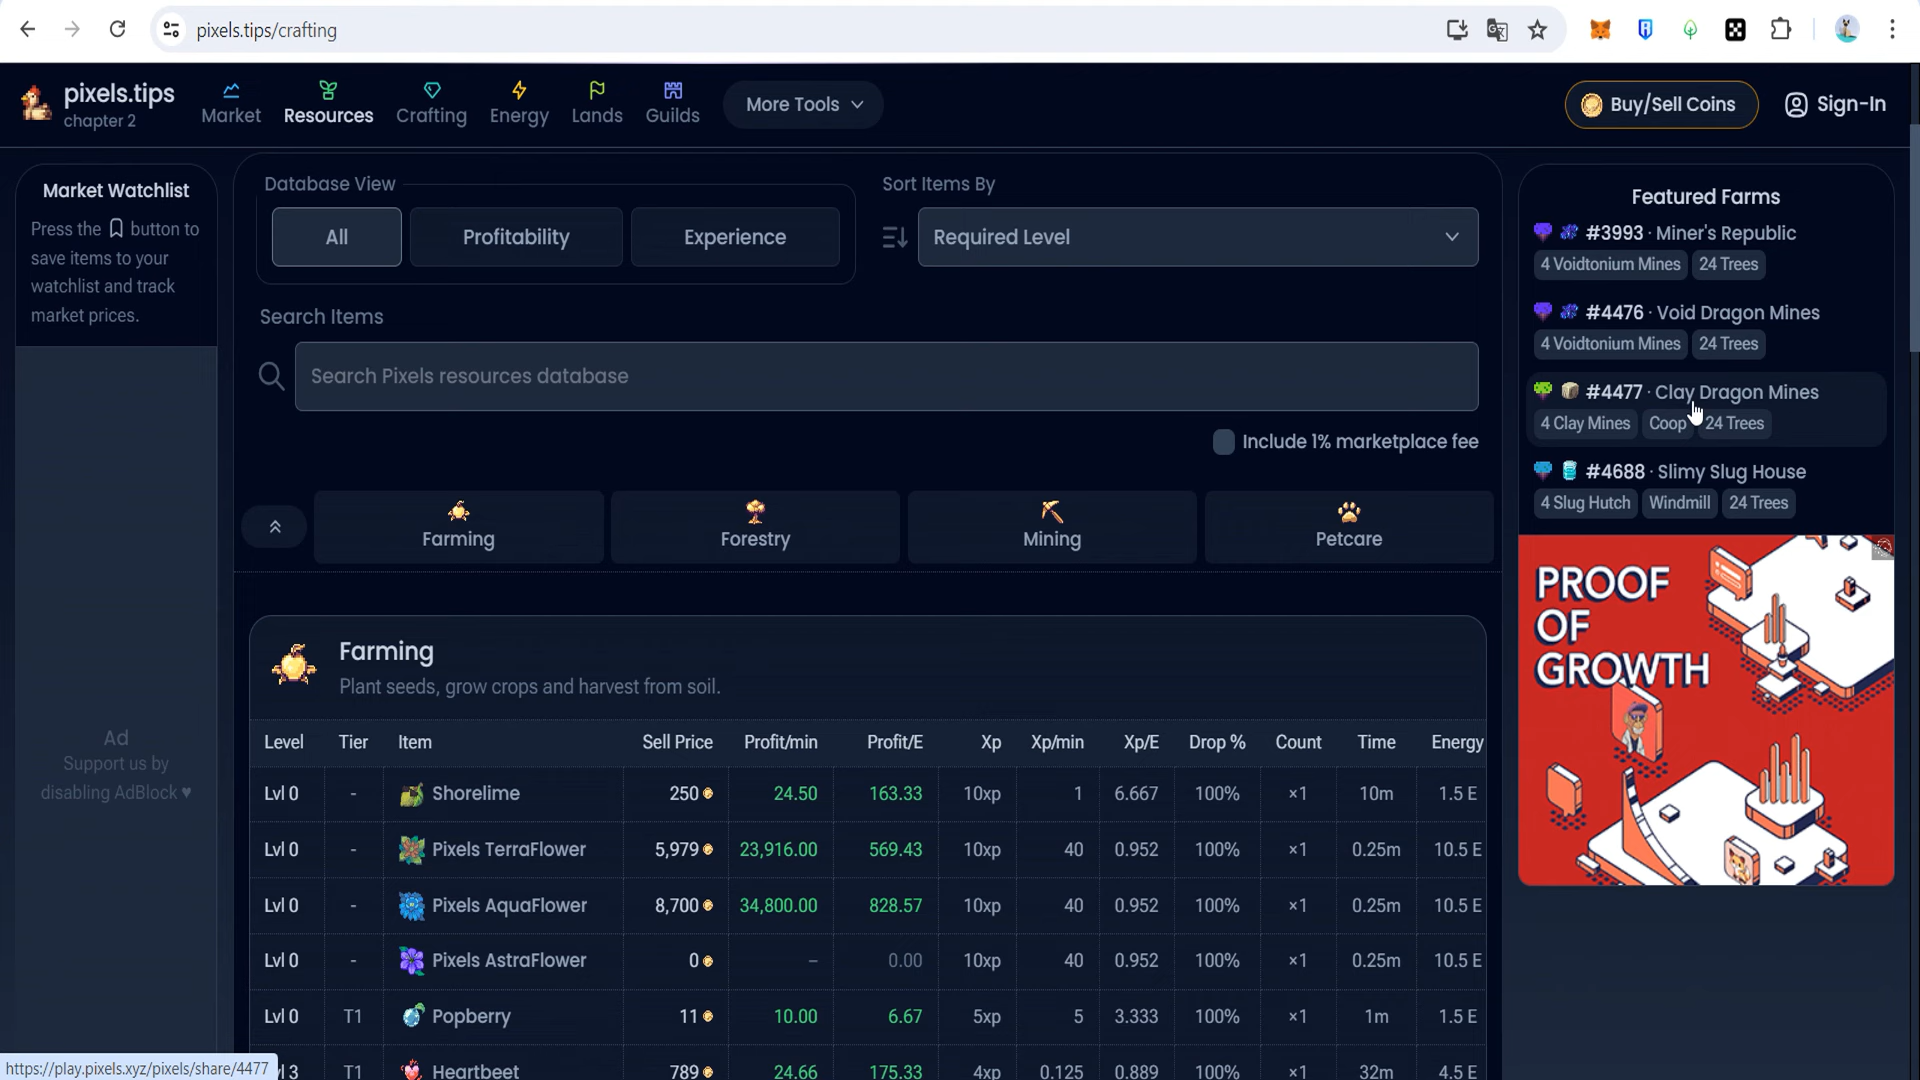 pixels.tips/crafting
pixels.tips
chapter 2
Market
Resources
Crafting
Energy
Lands
Guilds
More Tools
Buy/Sell Coins
Sign-In
Market Watchlist
Press the button to
save items to your
watchlist and track
market prices.
Ad
Support us by
disabling AdBlock ♥
Database View
All
Profitability
Experience
Sort Items By
Required Level
Search Items
Search Pixels resources database
Include 1% marketplace fee
Farming
Forestry
Mining
Petcare
Farming
Plant seeds, grow crops and harvest from soil.
Level Tier Item Sell Price Profit/min Profit/E Xp Xp/min Xp/E Drop % Count Time Energy
Lvl 0 - Shorelime 250 24.50 163.33 10xp 1 6.667 100% ×1 10m 1.5 E
Lvl 0 - Pixels TerraFlower 5,979 23,916.00 569.43 10xp 40 0.952 100% ×1 0.25m 10.5 E
Lvl 0 - Pixels AquaFlower 8,700 34,800.00 828.57 10xp 40 0.952 100% ×1 0.25m 10.5 E
Lvl 0 - Pixels AstraFlower 0 – 0.00 10xp 40 0.952 100% ×1 0.25m 10.5 E
Lvl 0 T1 Popberry 11 10.00 6.67 5xp 5 3.333 100% ×1 1m 1.5 E
l 3 T1 Heartbeet 789 24.66 175.33 4xp 0.125 0.889 100% ×1 32m 4.5 E
Featured Farms
#3993 · Miner's Republic
4 Voidtonium Mines 24 Trees
#4476 · Void Dragon Mines
4 Voidtonium Mines 24 Trees
#4477 · Clay Dragon Mines
4 Clay Mines Coop 24 Trees
#4688 · Slimy Slug House
4 Slug Hutch Windmill 24 Trees
PROOF
OF
GROWTH
https://play.pixels.xyz/pixels/share/4477